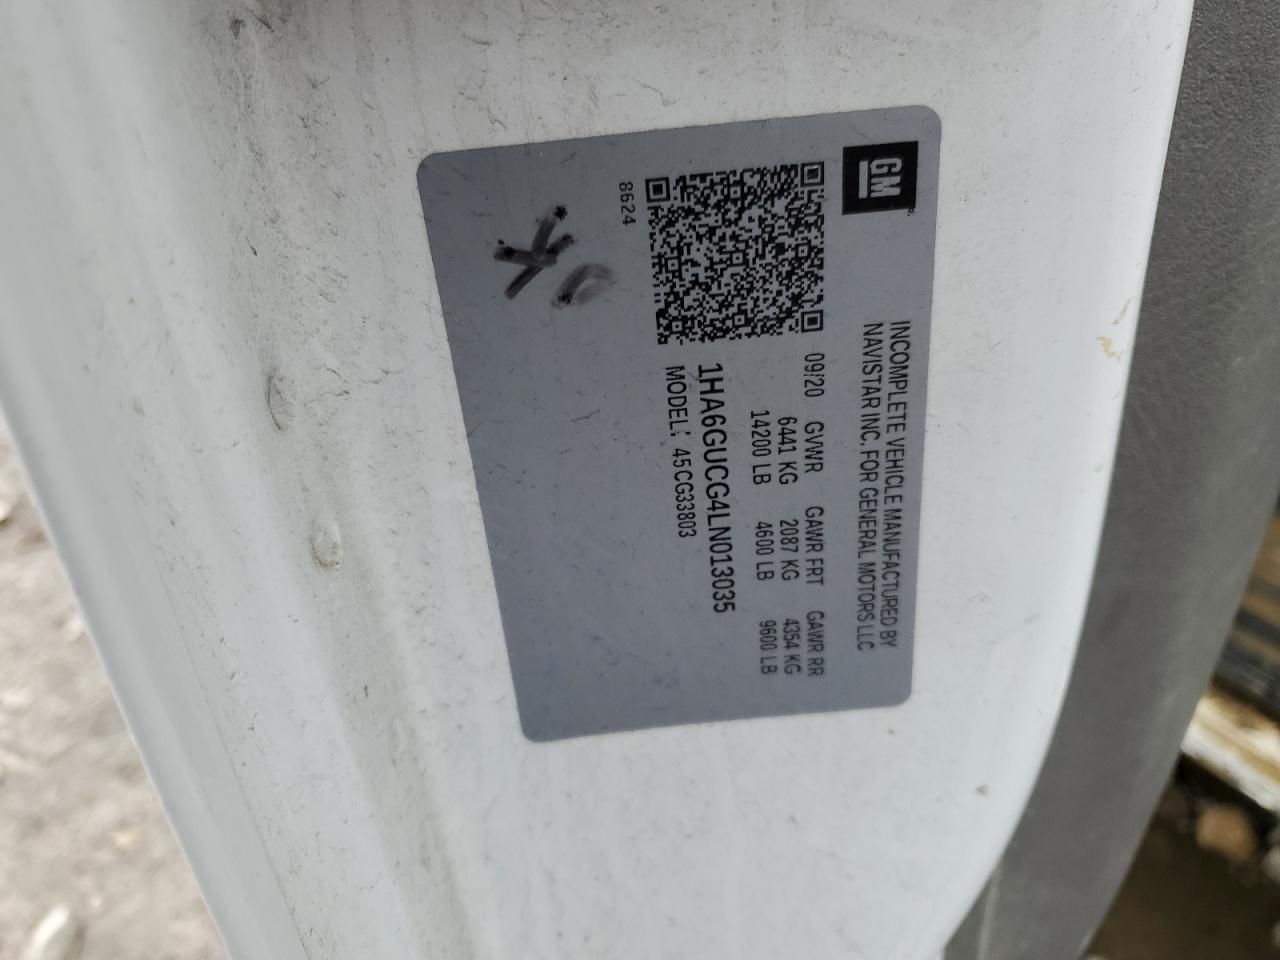 GM
INCOMPLETE VEHICLE MANUFACTURED BY
NAVISTAR INC. FOR GENERAL MOTORS LLC
09/20 GVWR GAWR FRT GAWR RR
6441 KG 2087 KG 4354 KG
14200 LB 4600 LB 9600 LB
1HA6GUCG4LN013035
MODEL: 45CG33803
8624